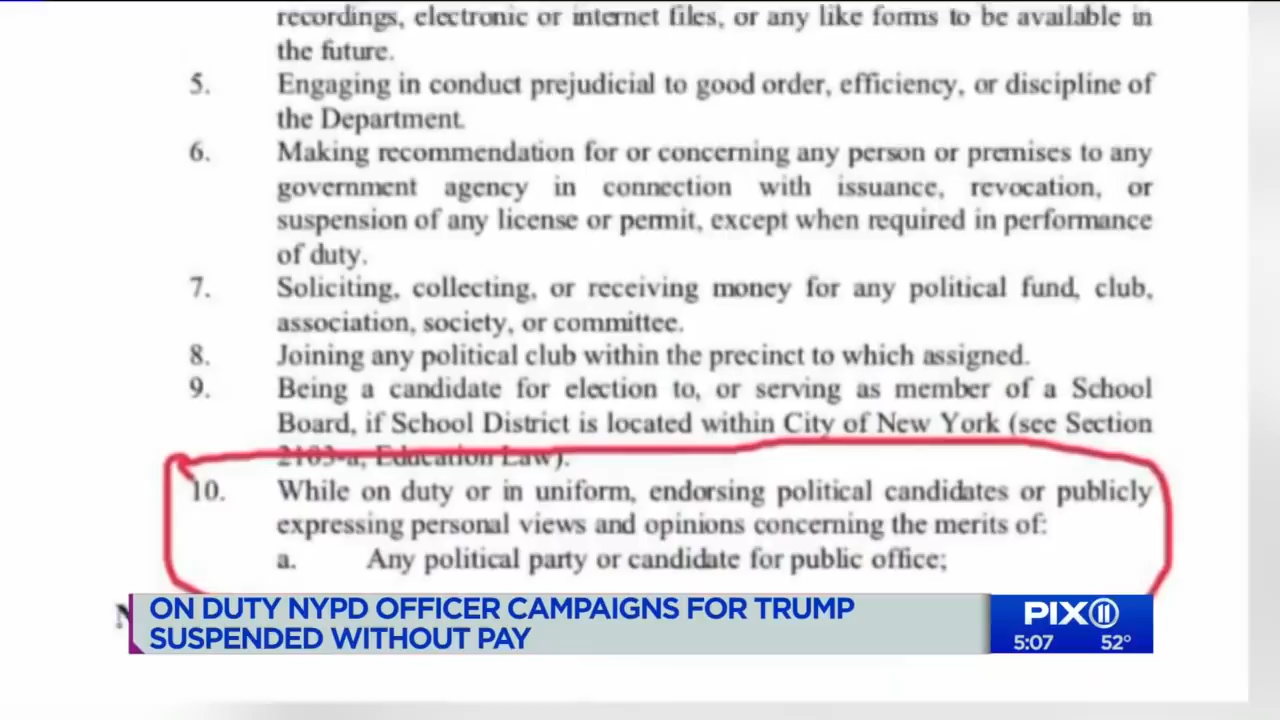 recordings, electronic or internet files, or any like forms to be available in
the future.
5. Engaging in conduct prejudicial to good order, efficiency, or discipline of
the Department.
6. Making recommendation for or concerning any person or premises to any
government agency in connection with issuance, revocation, or
suspension of any license or permit, except when required in performance
of duty.
7. Soliciting, collecting, or receiving money for any political fund, club,
association, society, or committee.
8. Joining any political club within the precinct to which assigned.
9. Being a candidate for election to, or serving as member of a School
Board, if School District is located within City of New York (see Section
2103-a, Education Law).
10. While on duty or in uniform, endorsing political candidates or publicly
expressing personal views and opinions concerning the merits of:
a. Any political party or candidate for public office;
ON DUTY NYPD OFFICER CAMPAIGNS FOR TRUMP
SUSPENDED WITHOUT PAY
PIX11
5:07 52°